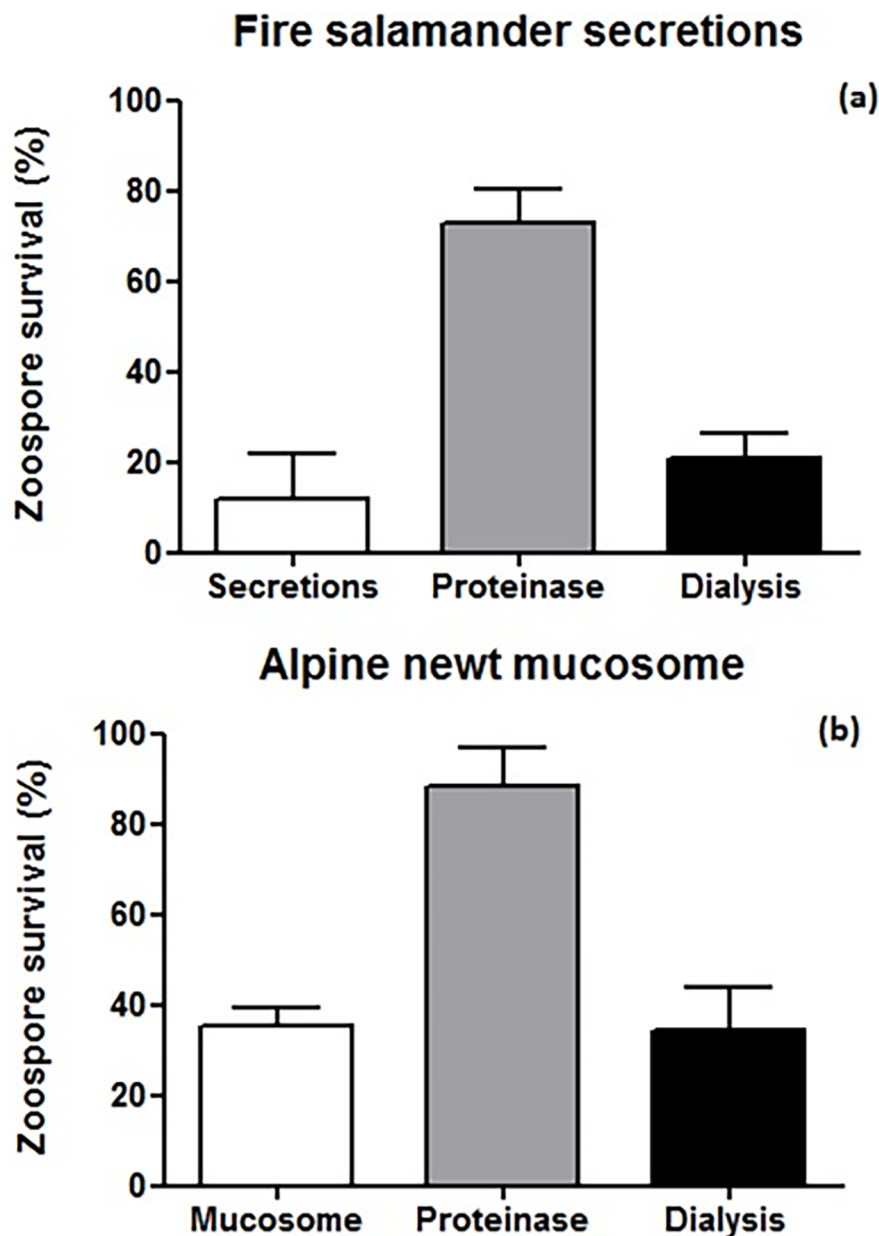 Fire salamander secretions
(a)
Zoospore survival (%)
100
80
60
40
20
0
Secretions Proteinase Dialysis
Alpine newt mucosome
(b)
Zoospore survival (%)
100
80
60
40
20
0
Mucosome Proteinase Dialysis